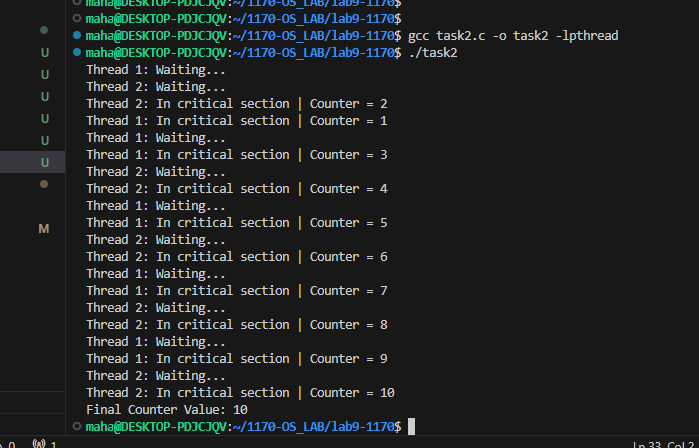 maha@DESKTOP-PDJCJQV:~/1170-OS_LAB/lab9-1170$
maha@DESKTOP-PDJCJQV:~/1170-OS_LAB/lab9-1170$
maha@DESKTOP-PDJCJQV:~/1170-OS_LAB/lab9-1170$ gcc task2.c -o task2 -lpthread
U maha@DESKTOP-PDJCJQV:~/1170-OS_LAB/lab9-1170$ ./task2
Thread 1: Waiting...
U Thread 2: Waiting...
Thread 2: In critical section | Counter = 2
U Thread 1: In critical section | Counter = 1
U Thread 1: Waiting...
Thread 1: In critical section | Counter = 3
U Thread 2: Waiting...
U Thread 2: In critical section | Counter = 4
Thread 1: Waiting...
Thread 1: In critical section | Counter = 5
M Thread 2: Waiting...
Thread 2: In critical section | Counter = 6
Thread 1: Waiting...
Thread 1: In critical section | Counter = 7
Thread 2: Waiting...
Thread 2: In critical section | Counter = 8
Thread 1: Waiting...
Thread 1: In critical section | Counter = 9
Thread 2: Waiting...
Thread 2: In critical section | Counter = 10
Final Counter Value: 10
maha@DESKTOP-PDJCJQV:~/1170-OS_LAB/lab9-1170$
0 1 Ln 33, Col 2